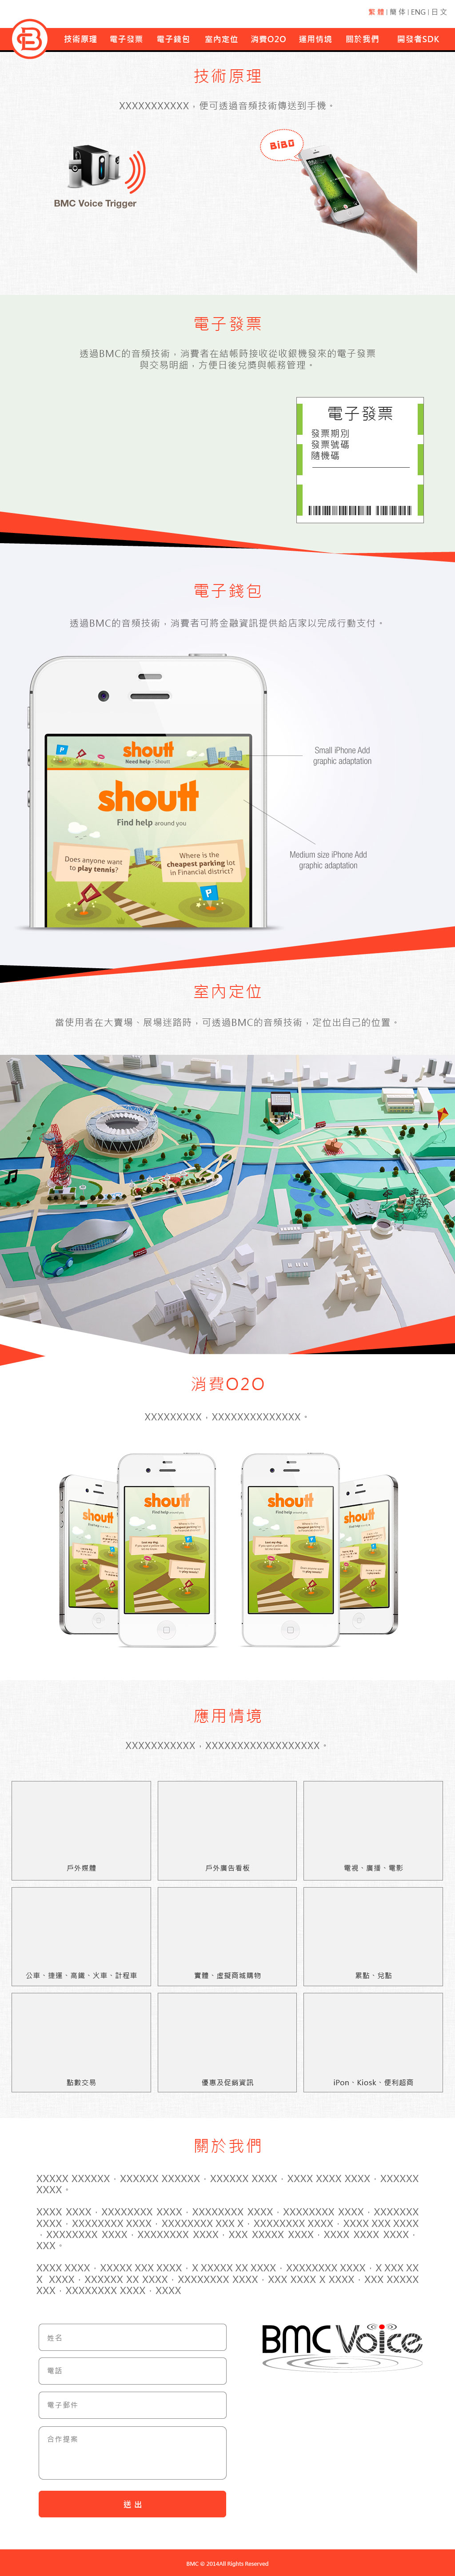 繁 體 | 簡 体 | ENG | 日 文
技術原理 電子發票 電子錢包 室內定位 消費O2O 運用情境 關於我們 開發者SDK
技術原理
XXXXXXXXXXX，便可透過音頻技術傳送到手機。
BiBO
BMC Voice Trigger
電子發票
透過BMC的音頻技術，消費者在結帳時接收從收銀機發來的電子發票
與交易明細，方便日後兌獎與帳務管理。
電子發票
發票期別
發票號碼
隨機碼
電子錢包
透過BMC的音頻技術，消費者可將金融資訊提供給店家以完成行動支付。
shoutt
Need help - Shoutt
Small iPhone Add
graphic adaptation
shoutt
Find help around you
Does anyone want
to play tennis?
Where is the
cheapest parking lot
in Financial district?
Medium size iPhone Add
graphic adaptation
室內定位
當使用者在大賣場、展場迷路時，可透過BMC的音頻技術，定位出自己的位置。
消費O2O
XXXXXXXXX，XXXXXXXXXXXXXX。
shoutt
shoutt
shoutt
shoutt
Find help around you
Find help around you
應用情境
XXXXXXXXXXX，XXXXXXXXXXXXXXXXXX。
戶外媒體 戶外廣告看板 電視、廣播、電影
公車、捷運、高鐵、火車、計程車 實體、虛擬商城購物 累點、兌點
點數交易 優惠及促銷資訊 iPon、Kiosk、便利超商
關於我們
XXXXX XXXXXX，XXXXXX XXXXXX，XXXXXX XXXX，XXXX XXXX XXXX，XXXXXX
XXXX。
XXXX XXXX，XXXXXXXX XXXX，XXXXXXXX XXXX，XXXXXXXX XXXX，XXXXXXX
XXXX，XXXXXXXX XXXX，XXXXXXXX XXX X，XXXXXXXX XXX X，XXXX XXX XXXX
，XXXXXXXX XXXX，XXXXXXXX XXXX，XXX XXXXX XXXX，XXXX XXXX XXXX，
XXX。
XXXX XXXX，XXXXX XXX XXXX，X XXXXX XX XXXX，XXXXXXXX XXXX，X XXX XX
X XXXX，XXXXXX XX XXXX，XXXXXXXX XXXX，XXX XXXX X XXXX，XXX XXXXX
XXX，XXXXXXXX XXXX，XXXX
姓名
電話
電子郵件
合作提案
送 出
BMC Voice
BMC © 2014All Rights Reserved